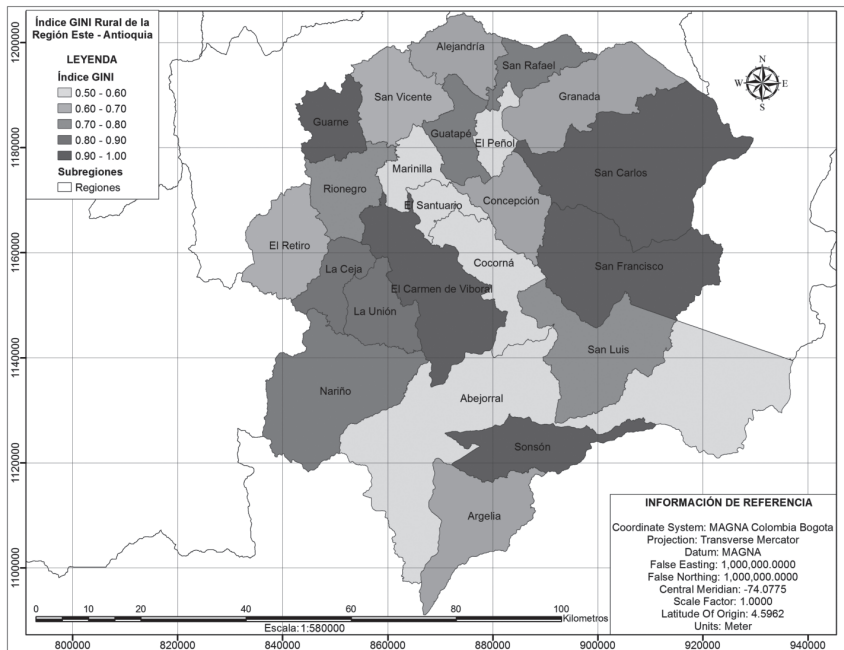 Índice GINI Rural de la
Región Este - Antioquia
LEYENDA
Índice GINI
0.50 - 0.60
0.60 - 0.70
0.70 - 0.80
0.80 - 0.90
0.90 - 1.00
Subregiones
Regiones
N
W
E
S
Alejandría
San Rafael
San Vicente
Granada
Guarne
Guatapé
El Peñol
Marinilla
San Carlos
Rionegro
Concepción
El Santuario
El Retiro
Cocorná
La Ceja
San Francisco
El Carmen de Viboral
La Unión
San Luis
Nariño
Abejorral
Sonsón
Argelia
INFORMACIÓN DE REFERENCIA
Coordinate System: MAGNA Colombia Bogota
Projection: Transverse Mercator
Datum: MAGNA
False Easting: 1,000,000.0000
False Northing: 1,000,000.0000
Central Meridian: -74.0775
Scale Factor: 1.0000
Latitude Of Origin: 4.5962
Units: Meter
0 10 20 40 60 80 100
Kilometros
Escala: 1:580000
1200000
1180000
1160000
1140000
1120000
1100000
800000 820000 840000 860000 880000 900000 920000 940000